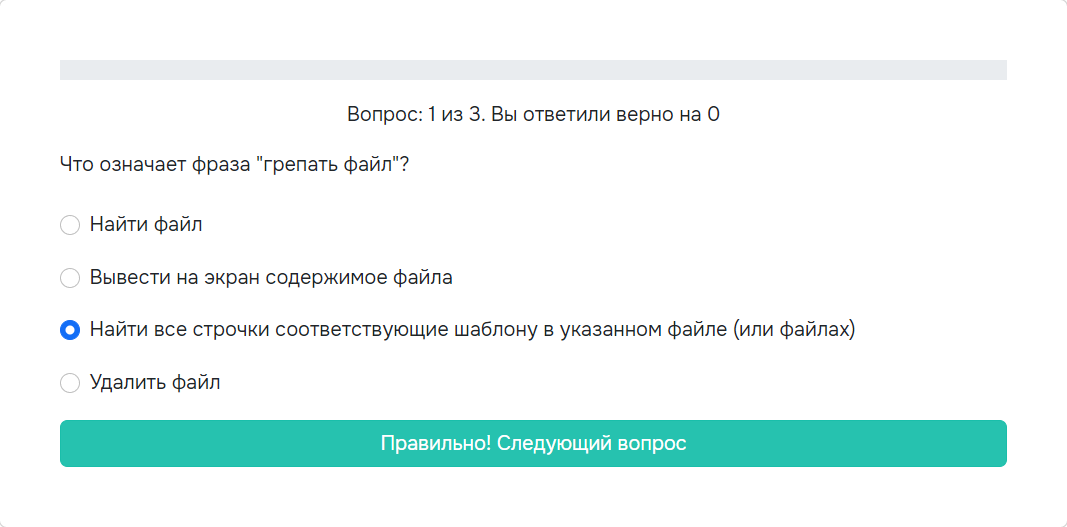 Вопрос: 1 из 3. Вы ответили верно на 0
Что означает фраза "грепать файл"?
Найти файл
Вывести на экран содержимое файла
Найти все строчки соответствующие шаблону в указанном файле (или файлах)
Удалить файл
Правильно! Следующий вопрос